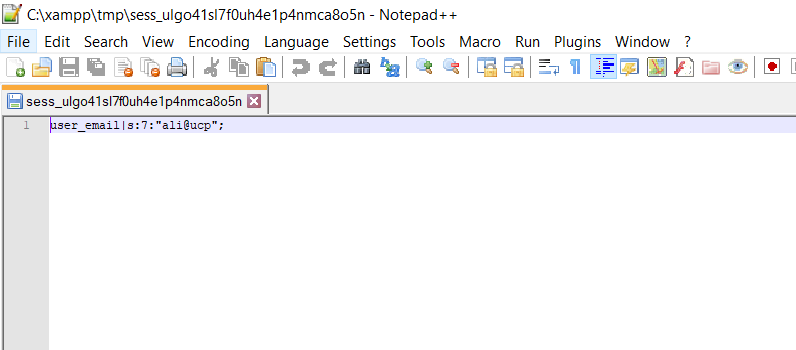 C:\xampp\tmp\sess_ulgo41sl7f0uh4e1p4nmca8o5n - Notepad++
File Edit Search View Encoding Language Settings Tools Macro Run Plugins Window ?
sess_ulgo41sl7f0uh4e1p4nmca8o5n
1 user_email|s:7:"ali@ucp";